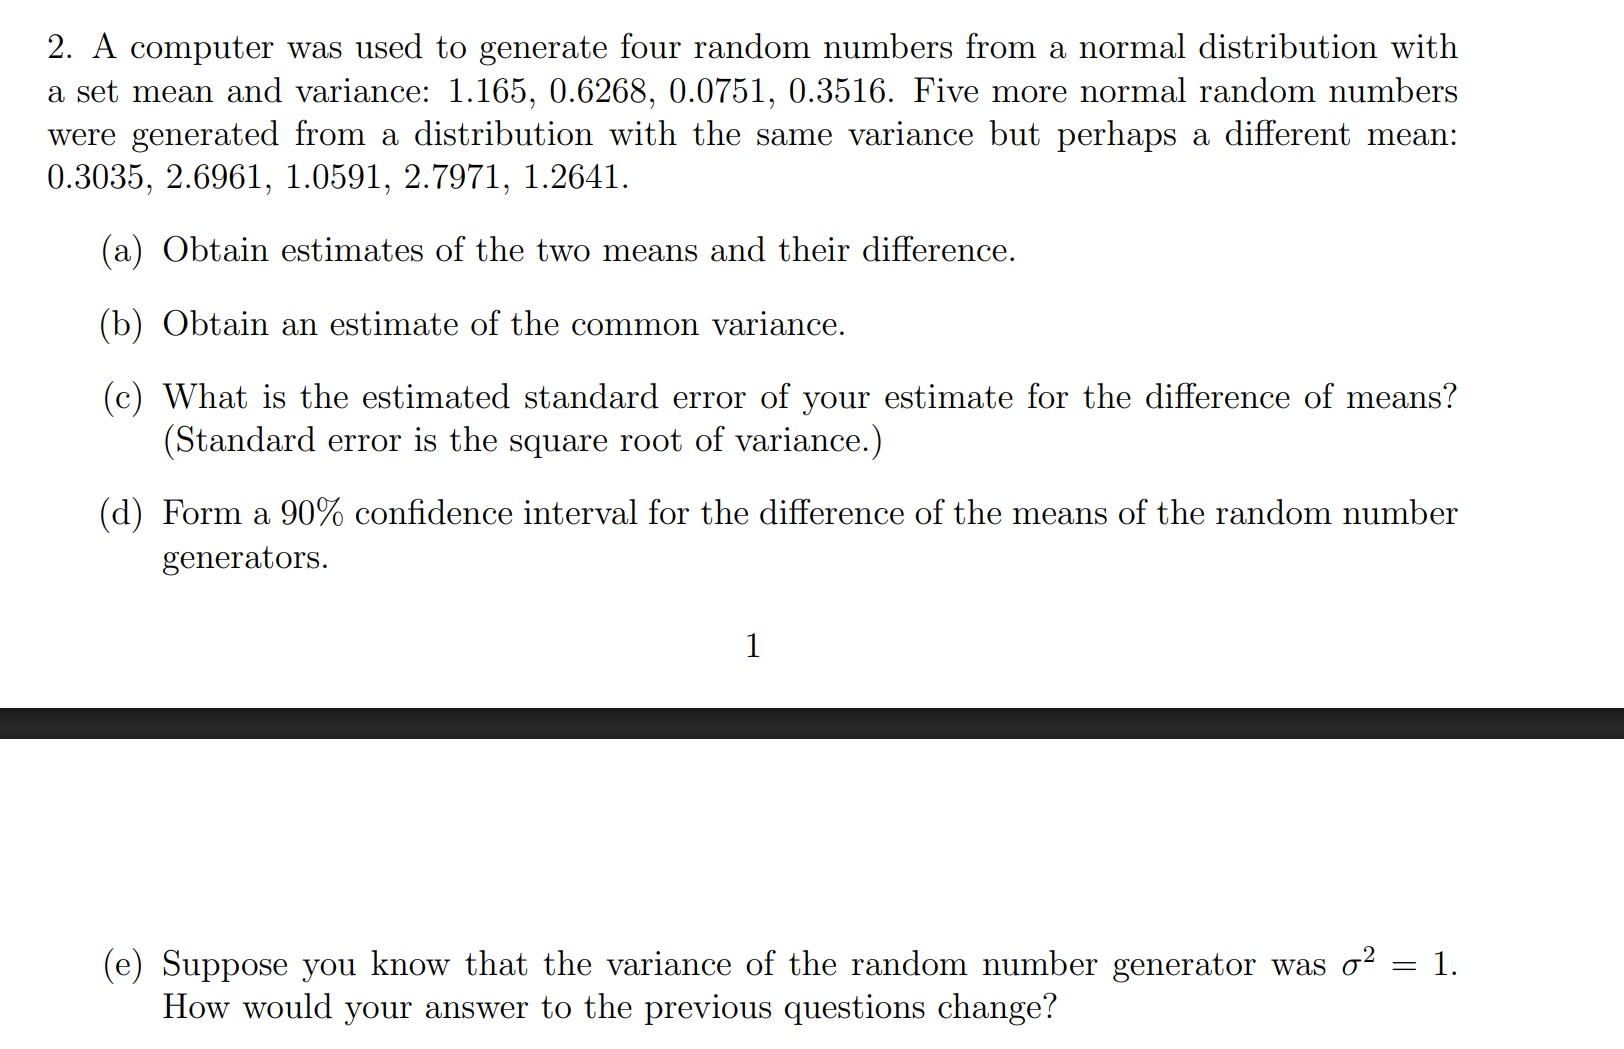 2. A computer was used to generate four random numbers from a normal distribution with
a set mean and variance: 1.165, 0.6268, 0.0751, 0.3516. Five more normal random numbers
were generated from a distribution with the same variance but perhaps a different mean:
0.3035, 2.6961, 1.0591, 2.7971, 1.2641.
(a) Obtain estimates of the two means and their difference.
(b) Obtain an estimate of the common variance.
(c) What is the estimated standard error of your estimate for the difference of means?
(Standard error is the square root of variance.)
(d) Form a 90% confidence interval for the difference of the means of the random number
generators.
1
(e) Suppose you know that the variance of the random number generator was σ² = 1.
How would your answer to the previous questions change?